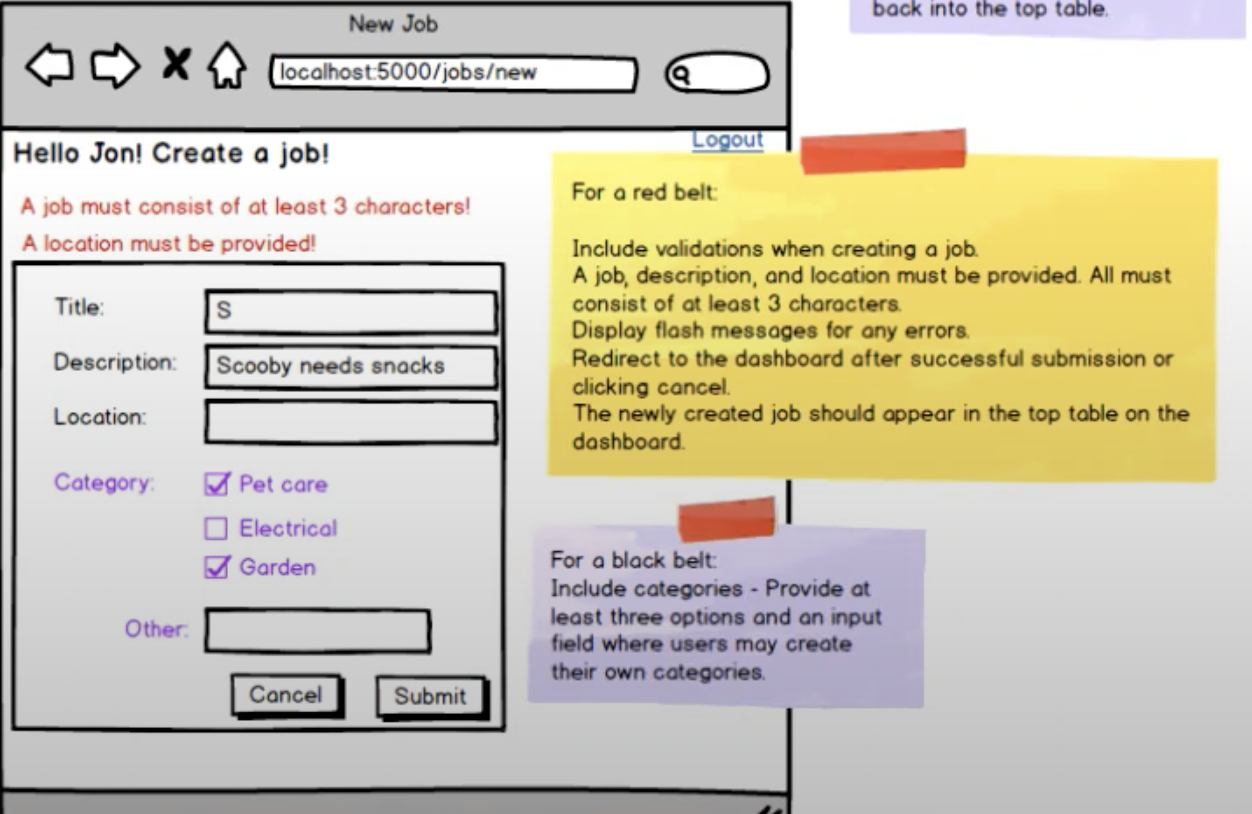 back into the top table.
New Job
localhost:5000/jobs/new
Logout
Hello Jon! Create a job!
A job must consist of at least 3 characters!
A location must be provided!
Title:
S
Description:
Scooby needs snacks
Location:
Category:
Pet care
Electrical
Garden
Other:
Cancel
Submit
For a red belt:
Include validations when creating a job.
A job, description, and location must be provided. All must
consist of at least 3 characters.
Display flash messages for any errors.
Redirect to the dashboard after successful submission or
clicking cancel.
The newly created job should appear in the top table on the
dashboard.
For a black belt:
Include categories - Provide at
least three options and an input
field where users may create
their own categories.